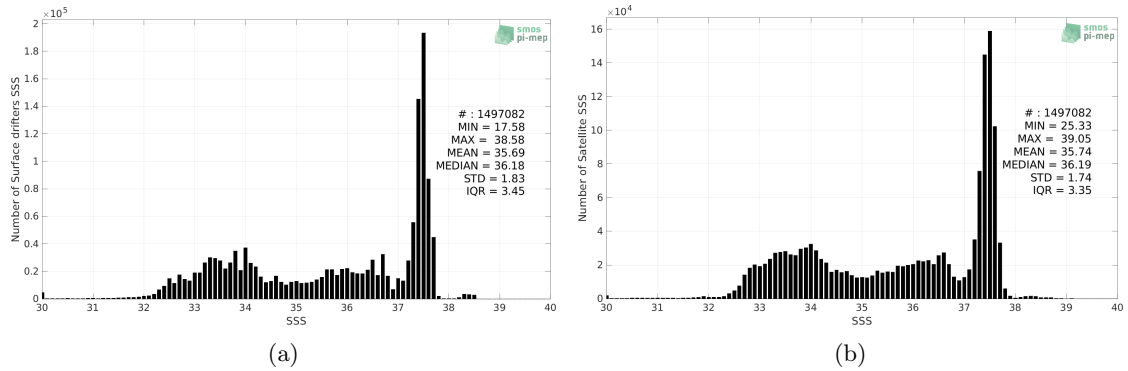 ×10⁵
2
1.8
1.6
1.4
1.2
1
0.8
0.6
0.4
0.2
0
Number of Surface drifters SSS
smos
pi-mep
# : 1497082
MIN = 17.58
MAX = 38.58
MEAN = 35.69
MEDIAN = 36.18
STD = 1.83
IQR = 3.45
30 31 32 33 34 35 36 37 38 39 40
SSS
(a)
×10⁴
16
14
12
10
8
6
4
2
0
Number of Satellite SSS
smos
pi-mep
# : 1497082
MIN = 25.33
MAX = 39.05
MEAN = 35.74
MEDIAN = 36.19
STD = 1.74
IQR = 3.35
30 31 32 33 34 35 36 37 38 39 40
SSS
(b)